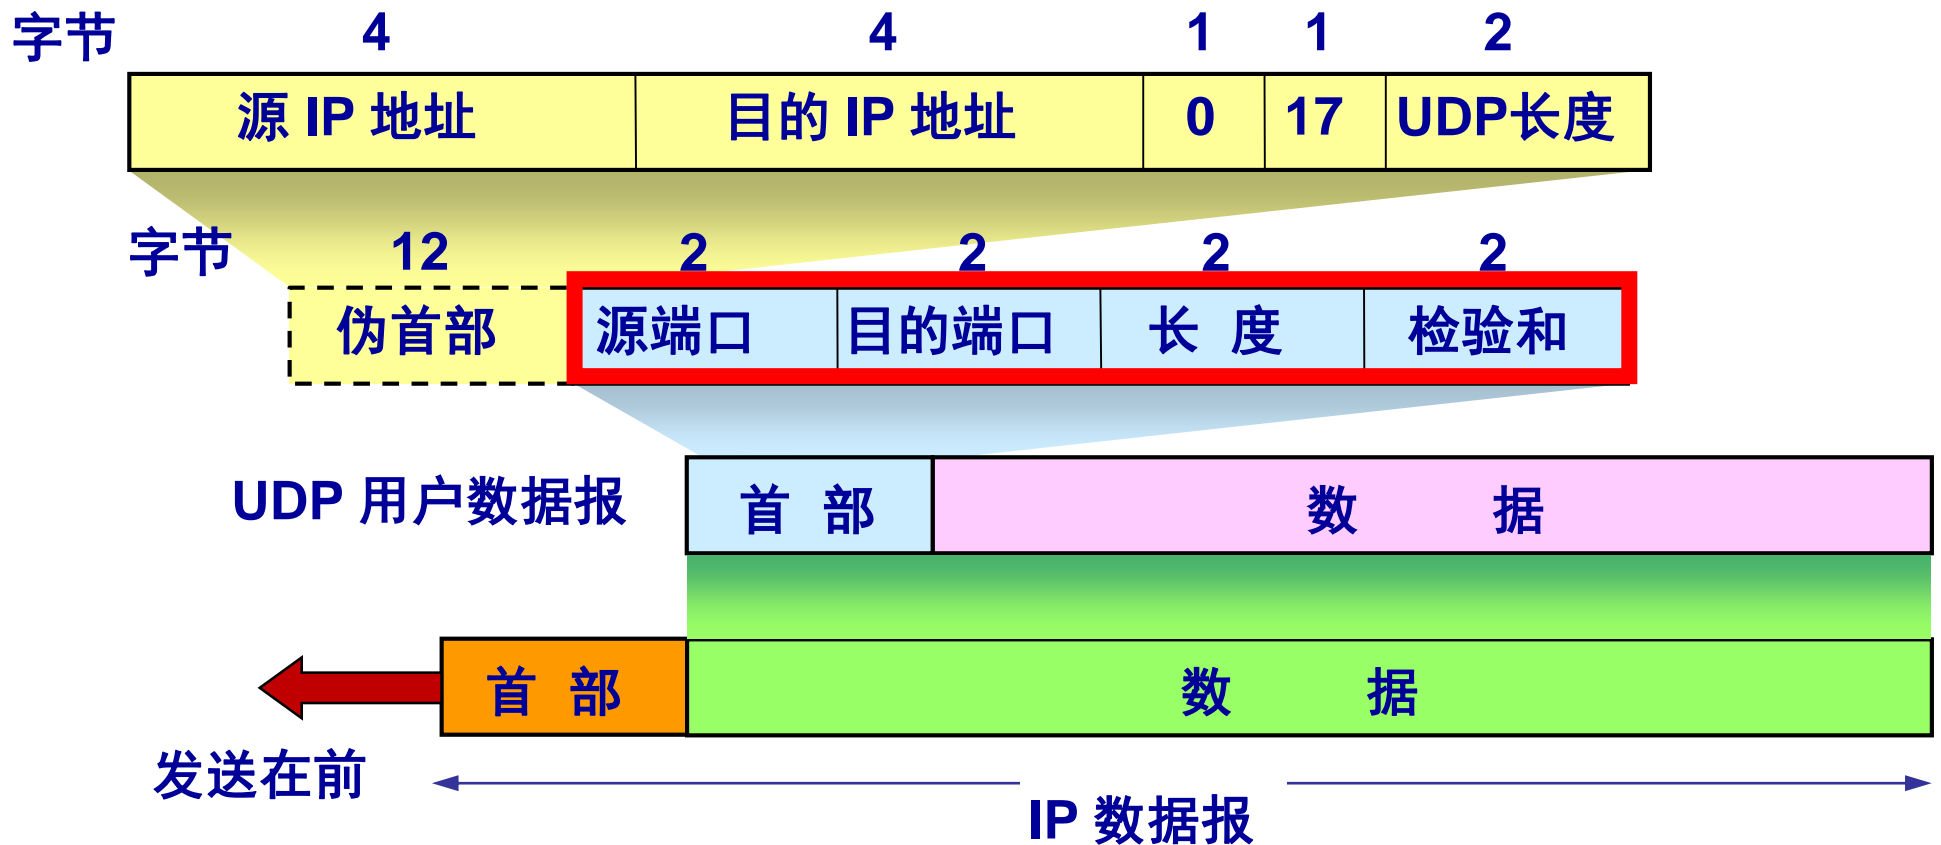 字节 4 4 1 1 2
源 IP 地址 目的 IP 地址 0 17 UDP长度
字节 12 2 2 2 2
伪首部 源端口 目的端口 长 度 检验和
UDP 用户数据报 首 部 数 据
首 部 数 据
发送在前
IP 数据报